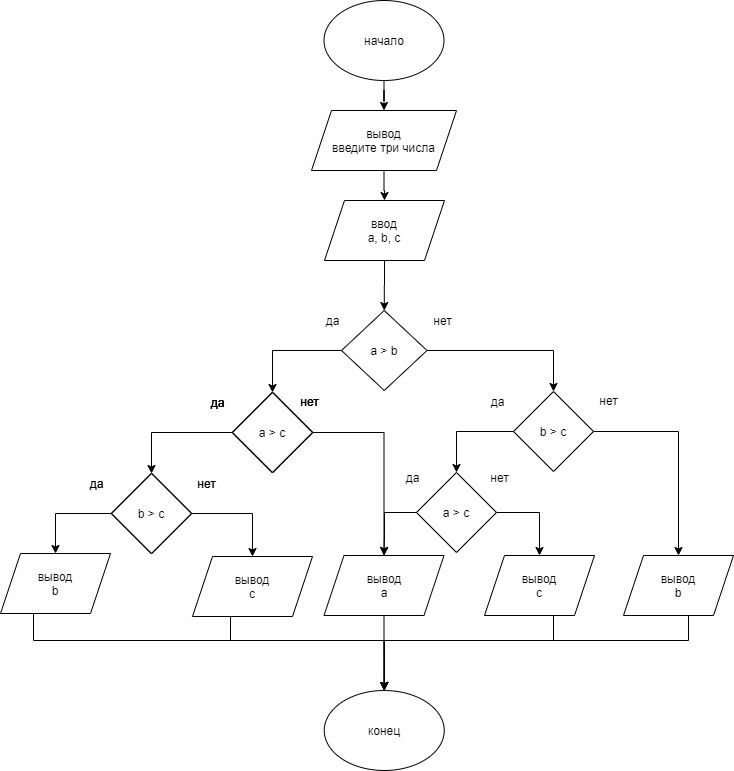 начало
вывод
введите три числа
ввод
a, b, c
да
нет
a > b
да
нет
да
нет
a > c
b > c
да
нет
да
нет
b > c
a > c
вывод
b
вывод
c
вывод
a
вывод
c
вывод
b
конец